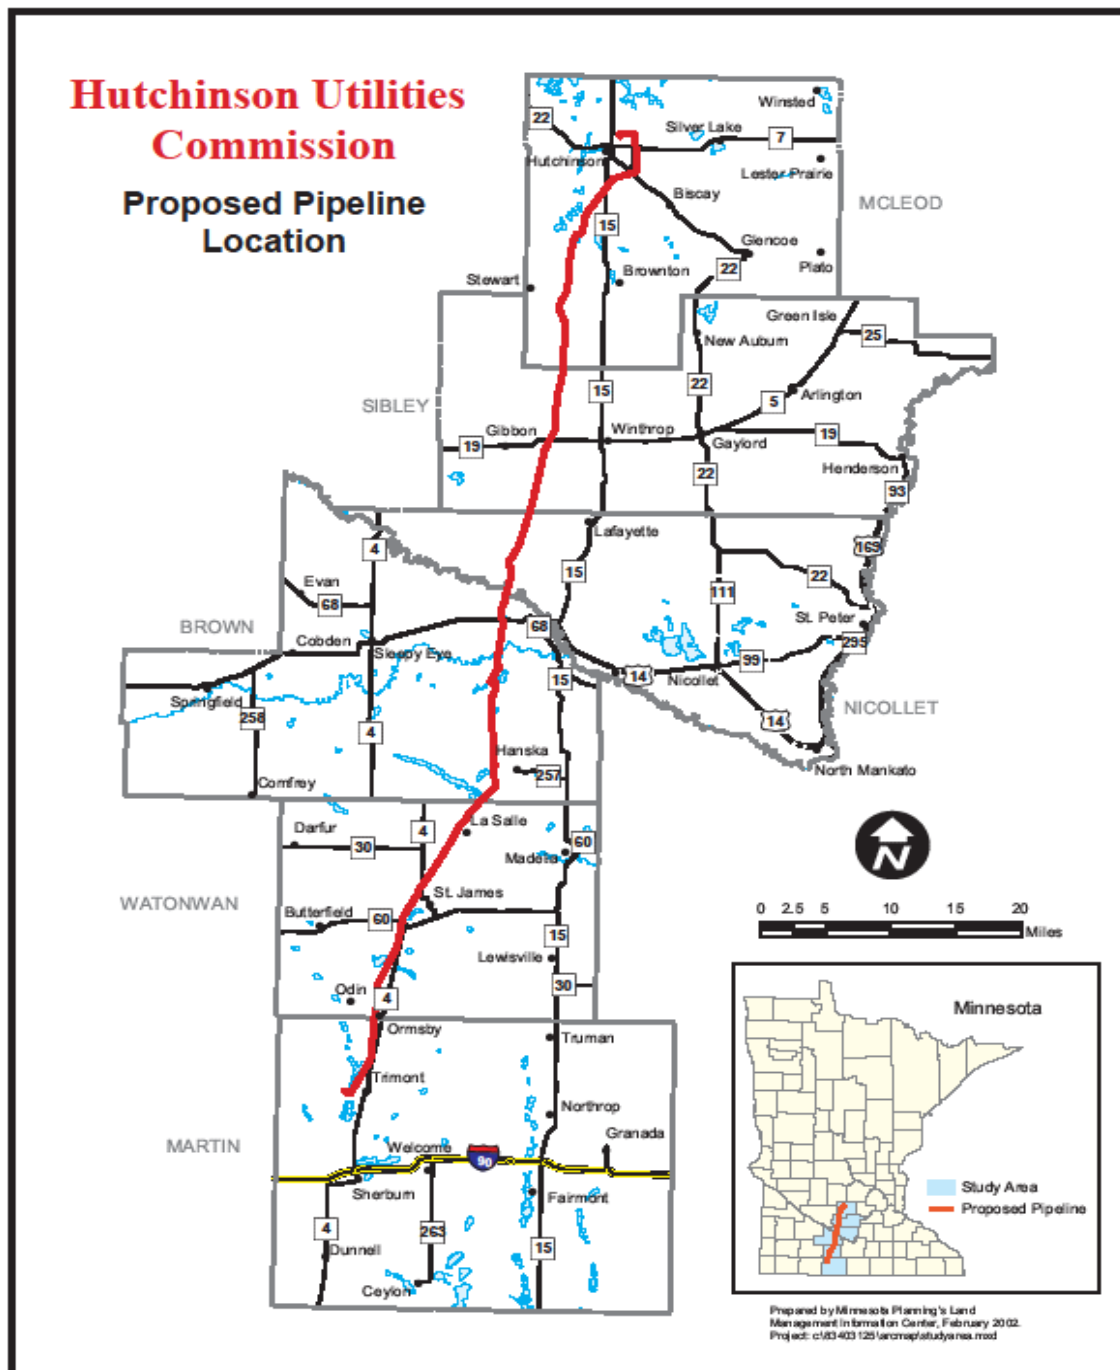 Hutchinson Utilities
Commission
Proposed Pipeline
Location
Winsted
22
Silver Lake
7
Hutchinson
Lester Prairie
Biscay
MCLEOD
15
Glencoe
22
Plato
Stewart
Brownton
Green Isle
25
New Auburn
15
22
Arlington
5
SIBLEY
Gibbon
Winthrop
19
19
Gaylord
Henderson
22
93
Lafayette
4
169
15
22
Evan
68
111
St. Peter
BROWN
68
295
Cobden
Sleepy Eye
99
14
Nicollet
15
Springfield
258
NICOLLET
14
4
Hanska
257
North Mankato
Comfrey
La Salle
Darfur
4
60
30
Madelia
St. James
WATONWAN
Butterfield
60
0 2.5 5 10 15 20
Miles
15
Lewisville
30
Odin
4
Ormsby
Minnesota
Truman
Trimont
Northrop
Granada
MARTIN
Welcome
90
Sherburn
Fairmont
Study Area
Proposed Pipeline
4
263
15
Dunnell
Ceylon
N
Prepared by Minnesota Planning's Land
Management Information Center, February 2002.
Project: c:\83403125\arcmap\studyarea.mxd